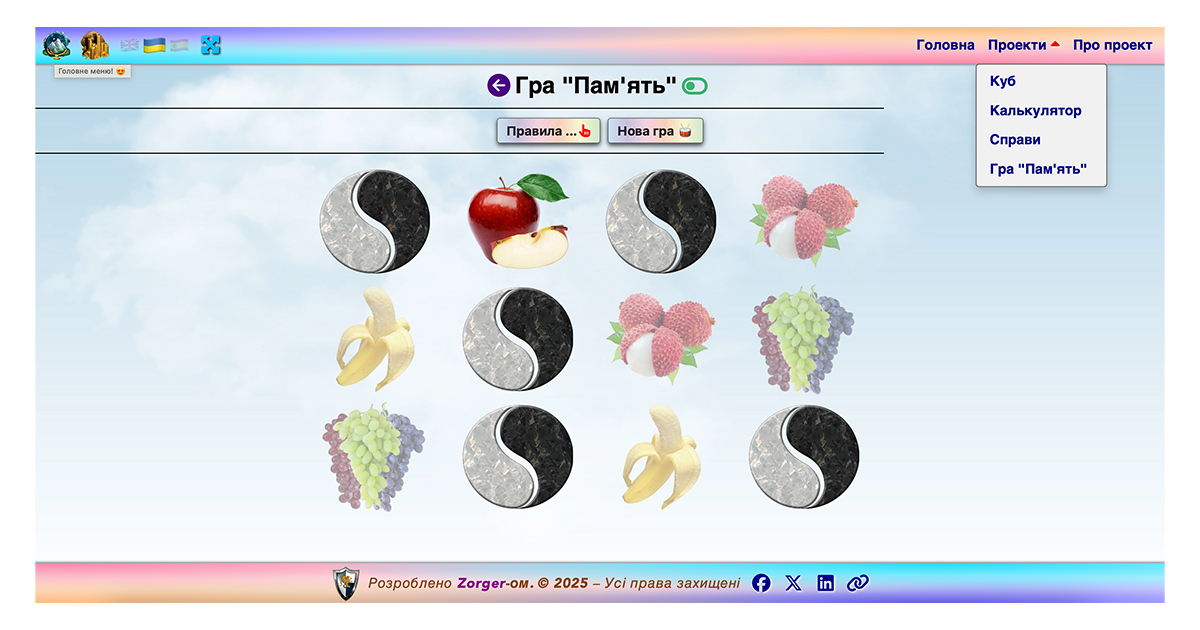 Головна Проекти Про проект
Головне меню! 😍
Куб
Калькулятор
Справи
Гра "Пам'ять"
Гра "Пам'ять"
Правила ... Нова гра 🥁
Розроблено Zorger-ом. © 2025 – Усі права захищені